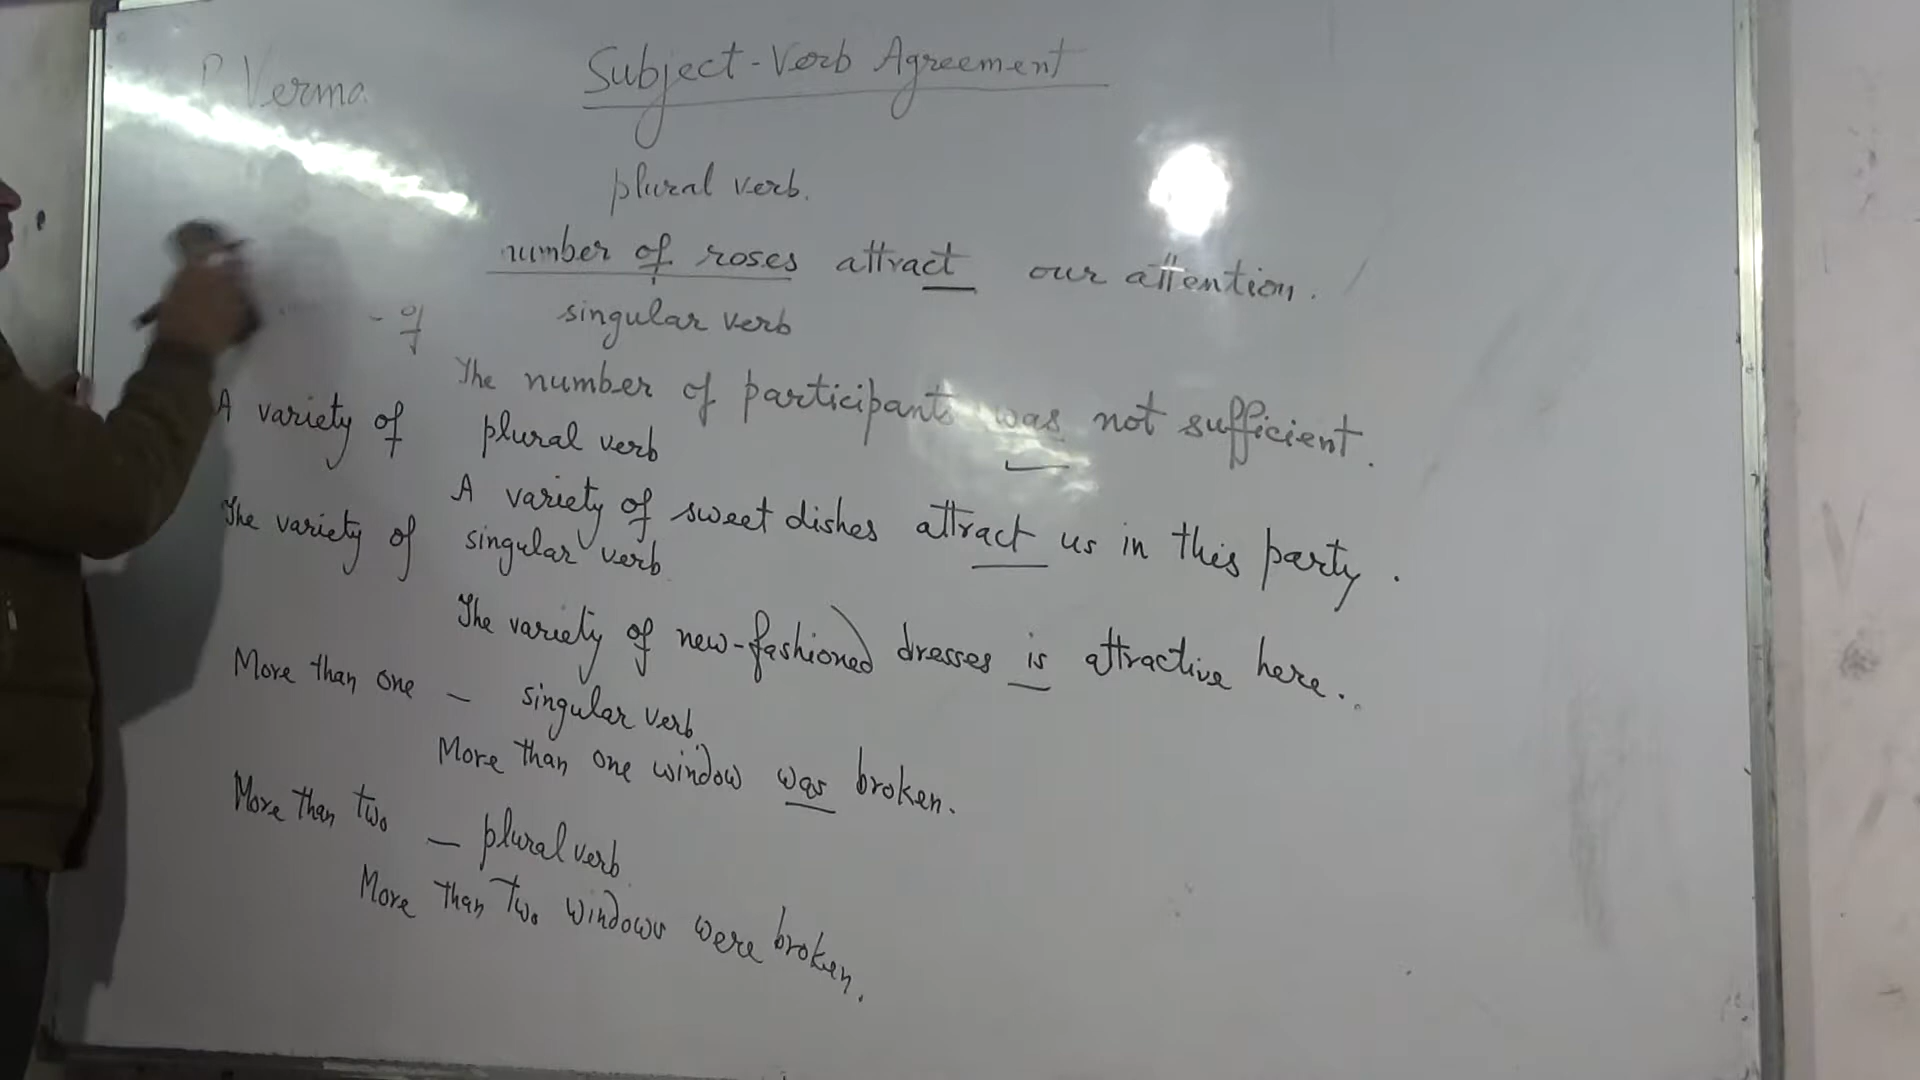 P Verma
Subject-Verb Agreement
plural verb.
number of roses attract our attention.
- of singular verb
The number of participants was not sufficient.
A variety of plural verb
A variety of sweet dishes attract us in this party.
The variety of singular verb
The variety of new-fashioned dresses is attractive here.
More than one - singular verb
More than one window was broken.
More than two - plural verb
More than two windows were broken.